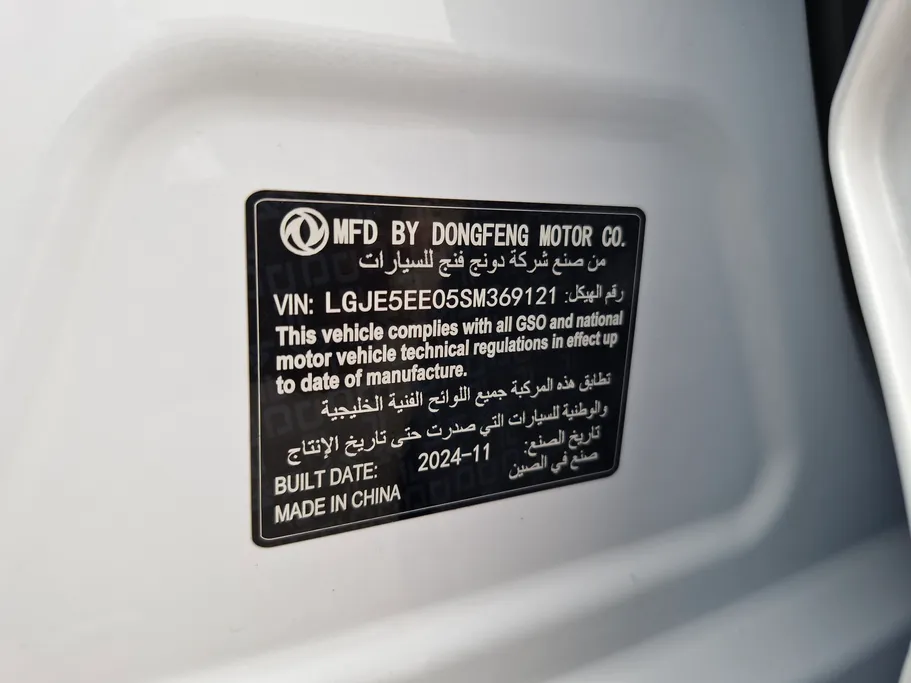 MFD BY DONGFENG MOTOR CO.
من صنع شركة دونج فنج للسيارات
VIN: LGJE5EE05SM369121 رقم الهيكل:
This vehicle complies with all GSO and national
motor vehicle technical regulations in effect up
to date of manufacture.
تطابق هذه المركبة جميع اللوائح الفنية الخليجية
والوطنية للسيارات التي صدرت حتى تاريخ الإنتاج
BUILT DATE: 2024-11 تاريخ الصنع:
MADE IN CHINA صنع في الصين